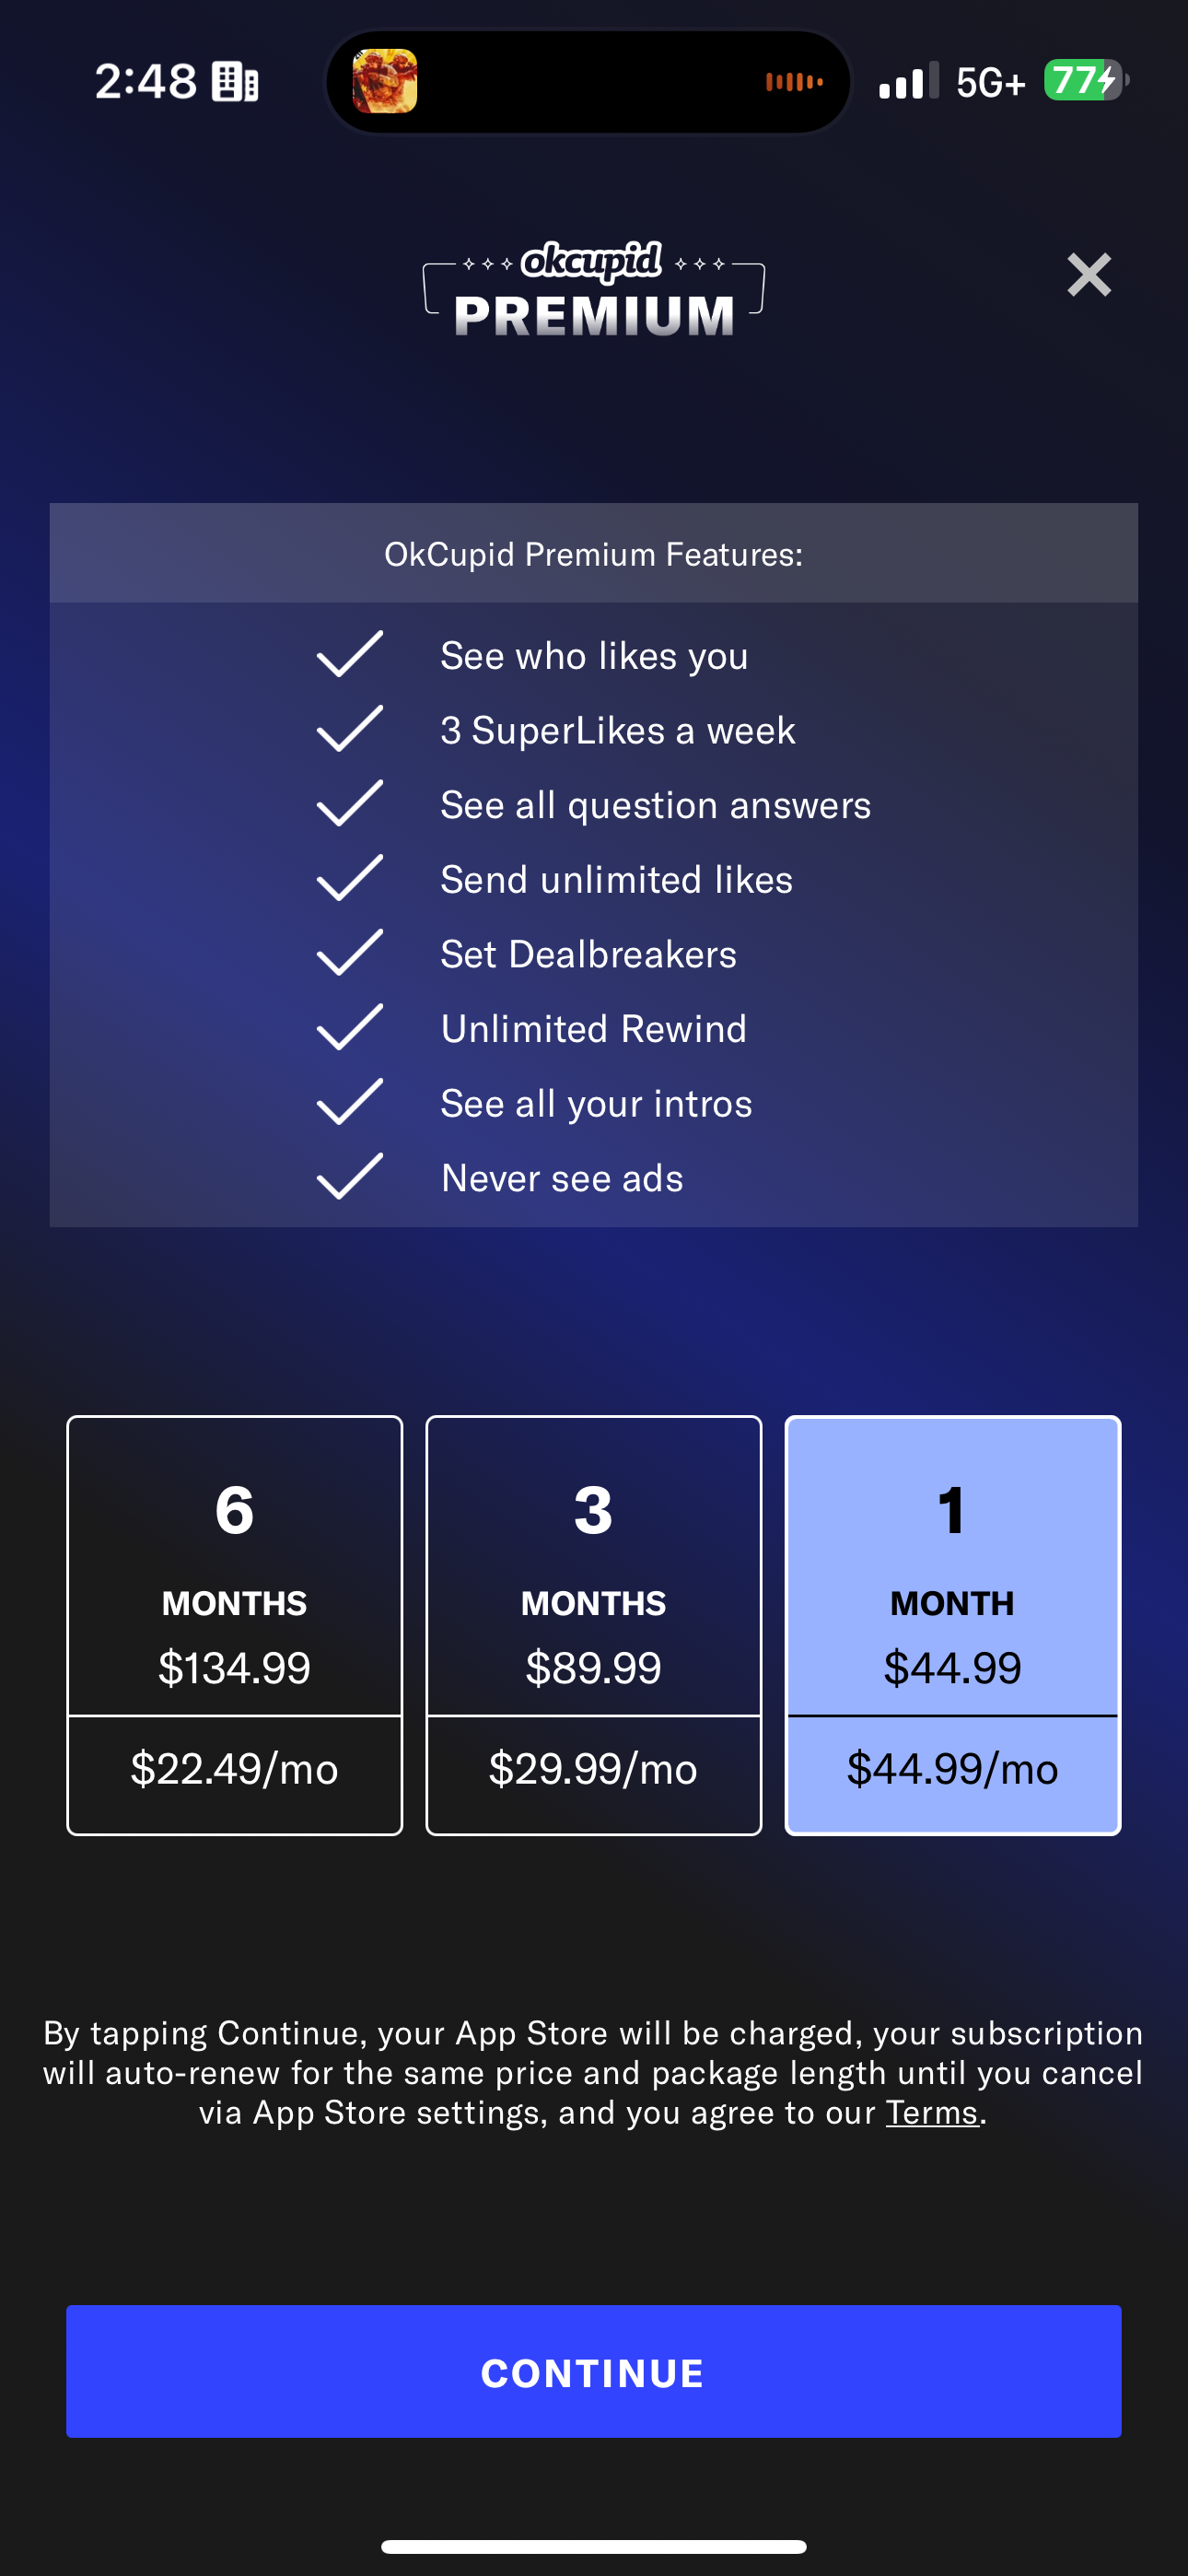 2:48
5G+
77
okcupid
PREMIUM
OkCupid Premium Features:
See who likes you
3 SuperLikes a week
See all question answers
Send unlimited likes
Set Dealbreakers
Unlimited Rewind
See all your intros
Never see ads
6
MONTHS
$134.99
$22.49/mo
3
MONTHS
$89.99
$29.99/mo
1
MONTH
$44.99
$44.99/mo
By tapping Continue, your App Store will be charged, your subscription
will auto-renew for the same price and package length until you cancel
via App Store settings, and you agree to our Terms.
CONTINUE